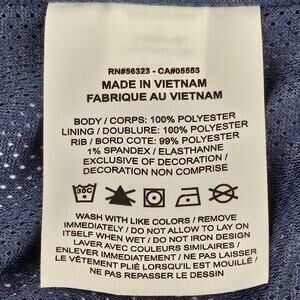 RN#56323 - CA#05553
MADE IN VIETNAM
FABRIQUE AU VIETNAM
BODY / CORPS: 100% POLYESTER
LINING / DOUBLURE: 100% POLYESTER
RIB / BORD COTE: 99% POLYESTER
1% SPANDEX / ELASTHANNE
EXCLUSIVE OF DECORATION /
DECORATION NON COMPRISE
30C
WASH WITH LIKE COLORS / REMOVE
IMMEDIATELY / DO NOT ALLOW TO LAY ON
ITSELF WHEN WET / DO NOT IRON DESIGN
LAVER AVEC COULEURS SIMILAIRES /
ENLEVER IMMEDIATEMENT / NE PAS LAISSER
LE VÊTEMENT PLIÉ LORSQU'IL EST MOUILLÉ /
NE PAS REPASSER LE DESSIN